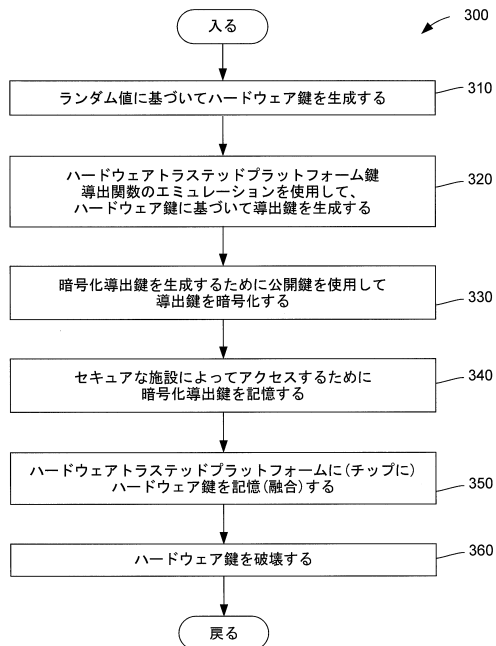 入る
300
ランダム値に基づいてハードウェア鍵を生成する
310
ハードウェアトラステッドプラットフォーム鍵
導出関数のエミュレーションを使用して、
ハードウェア鍵に基づいて導出鍵を生成する
320
暗号化導出鍵を生成するために公開鍵を使用して
導出鍵を暗号化する
330
セキュアな施設によってアクセスするために
暗号化導出鍵を記憶する
340
ハードウェアトラステッドプラットフォームに(チップに)
ハードウェア鍵を記憶(融合)する
350
ハードウェア鍵を破壊する
360
戻る